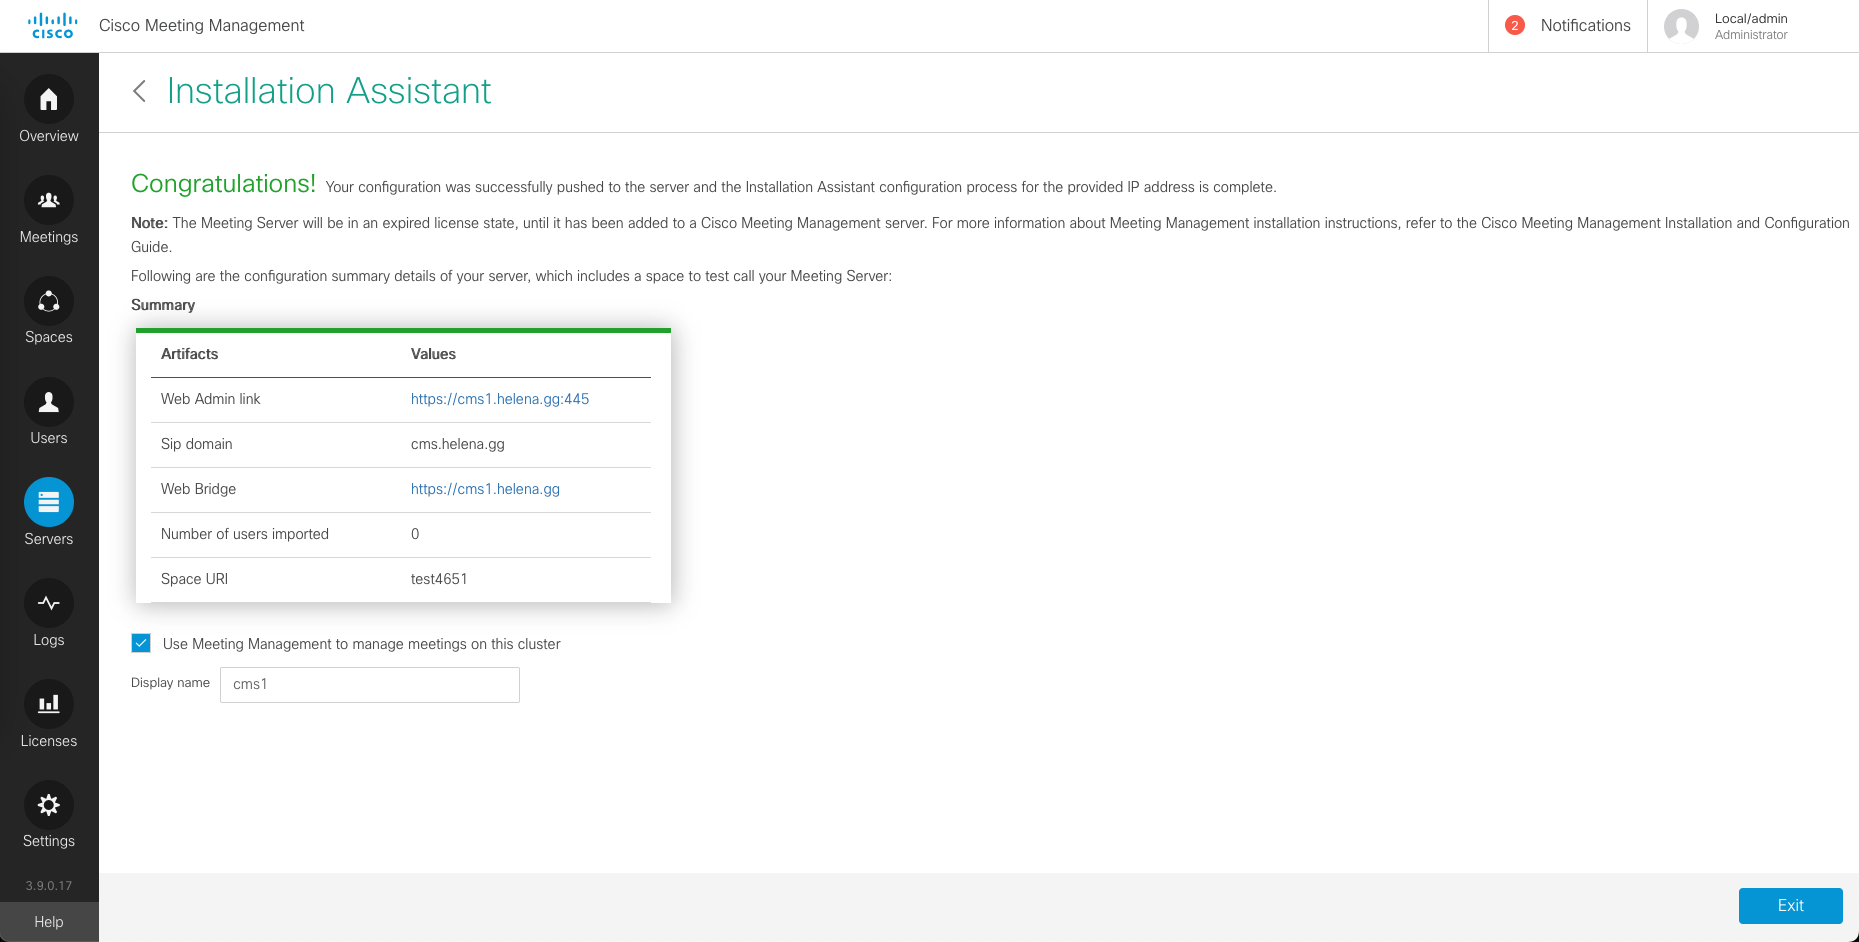 cisco
Cisco Meeting Management
2
Notifications
Local/admin
Administrator
Installation Assistant
Overview
Meetings
Spaces
Users
Servers
Logs
Licenses
Settings
3.9.0.17
Help
Congratulations! Your configuration was successfully pushed to the server and the Installation Assistant configuration process for the provided IP address is complete.
Note: The Meeting Server will be in an expired license state, until it has been added to a Cisco Meeting Management server. For more information about Meeting Management installation instructions, refer to the Cisco Meeting Management Installation and Configuration
Guide.
Following are the configuration summary details of your server, which includes a space to test call your Meeting Server:
Summary
Artifacts Values
Web Admin link https://cms1.helena.gg:445
Sip domain cms.helena.gg
Web Bridge https://cms1.helena.gg
Number of users imported 0
Space URI test4651
Use Meeting Management to manage meetings on this cluster
Display name cms1
Exit